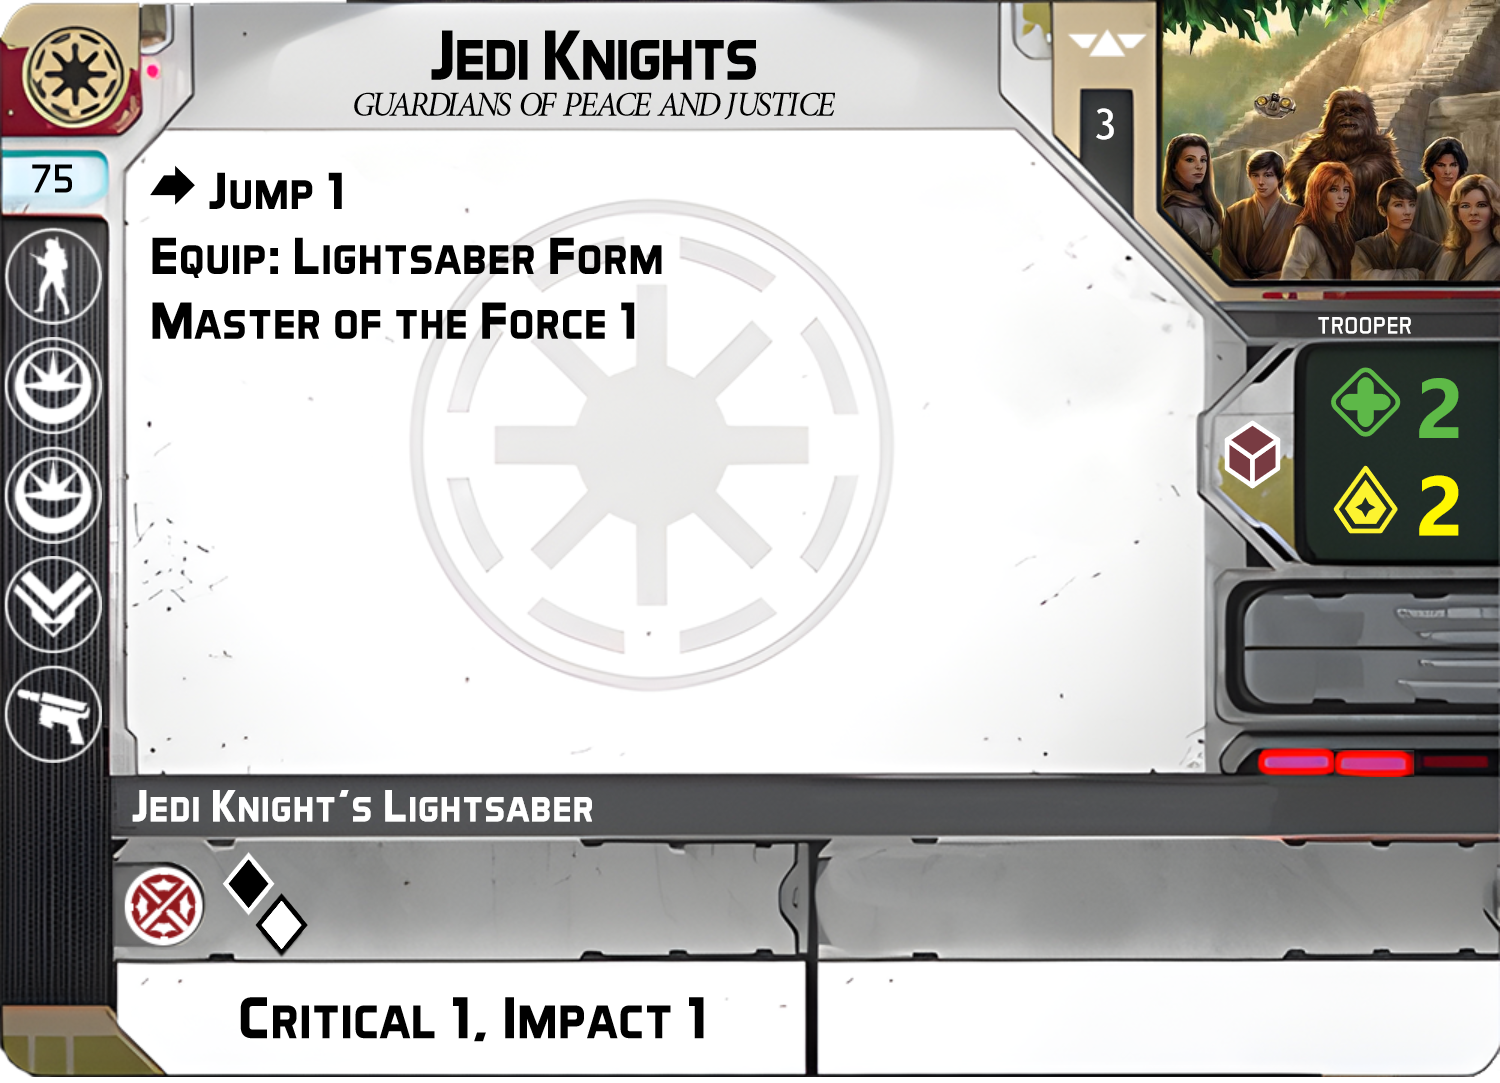 JEDI KNIGHTS
GUARDIANS OF PEACE AND JUSTICE
75
3
JUMP 1
EQUIP: LIGHTSABER FORM
MASTER OF THE FORCE 1
TROOPER
2
2
JEDI KNIGHT´S LIGHTSABER
CRITICAL 1, IMPACT 1